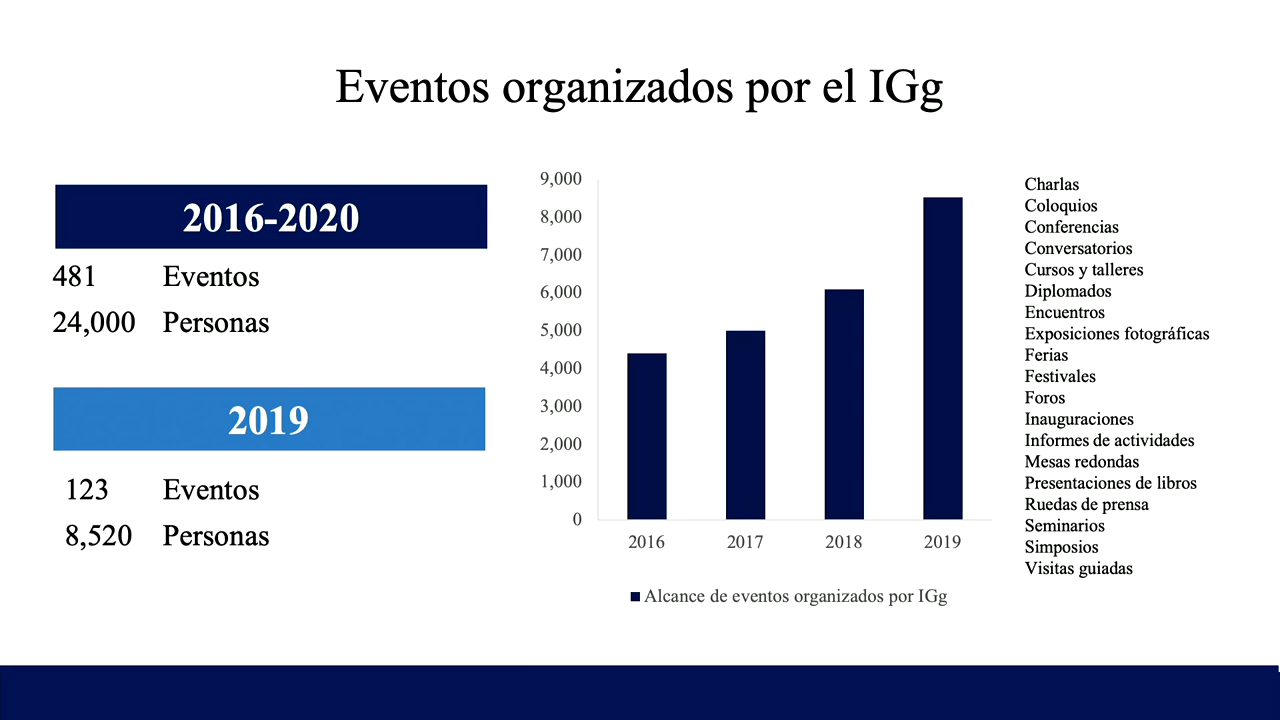 Eventos organizados por el IGg
2016-2020
481 Eventos
24,000 Personas
2019
123 Eventos
8,520 Personas
9,000
8,000
7,000
6,000
5,000
4,000
3,000
2,000
1,000
0
2016 2017 2018 2019
Alcance de eventos organizados por IGg
Charlas
Coloquios
Conferencias
Conversatorios
Cursos y talleres
Diplomados
Encuentros
Exposiciones fotográficas
Ferias
Festivales
Foros
Inauguraciones
Informes de actividades
Mesas redondas
Presentaciones de libros
Ruedas de prensa
Seminarios
Simposios
Visitas guiadas